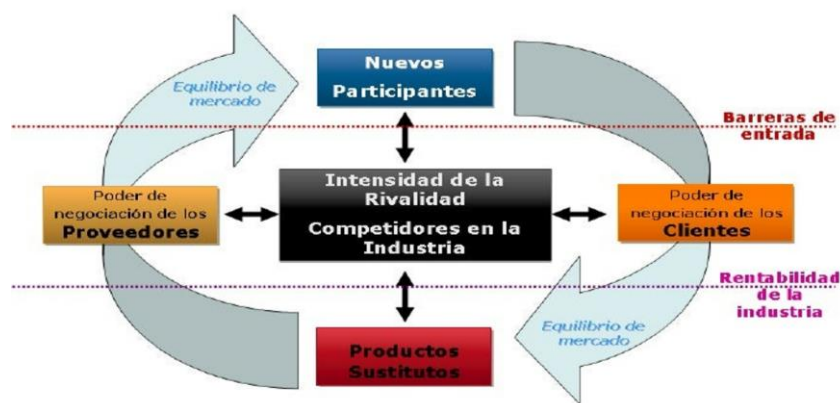 Nuevos
Participantes
Equilibrio de
mercado
Barreras de
entrada
Poder de
negociación de los
Proveedores
Intensidad de la
Rivalidad
Competidores en la
Industria
Poder de
negociación de los
Clientes
Rentabilidad
de la
industria
Equilibrio de
mercado
Productos
Sustitutos